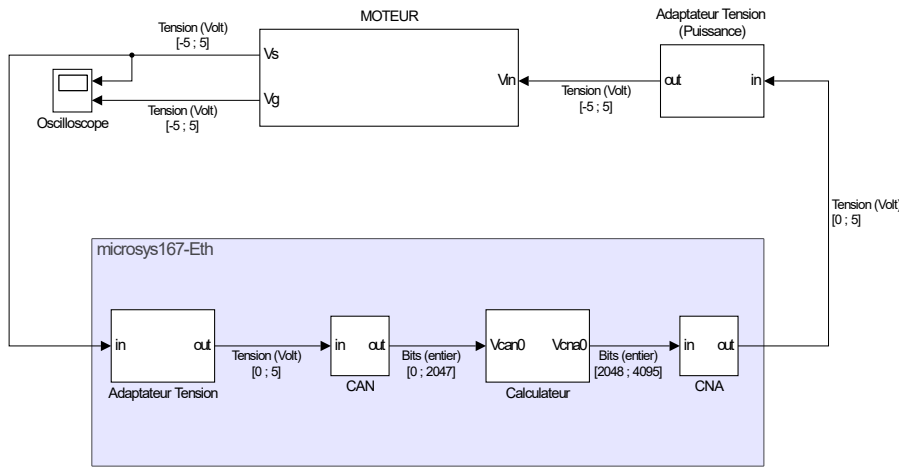 MOTEUR
Adaptateur Tension
(Puissance)
Tension (Volt)
[-5 ; 5]
Vs
Vg
Vin
out
in
Tension (Volt)
[-5 ; 5]
Tension (Volt)
[-5 ; 5]
Oscilloscope
Tension (Volt)
[0 ; 5]
microsys167-Eth
in
out
Adaptateur Tension
Tension (Volt)
[0 ; 5]
in
out
CAN
Bits (entier)
[0 ; 2047]
Vcan0
Vcna0
Calculateur
Bits (entier)
[2048 ; 4095]
in
out
CNA